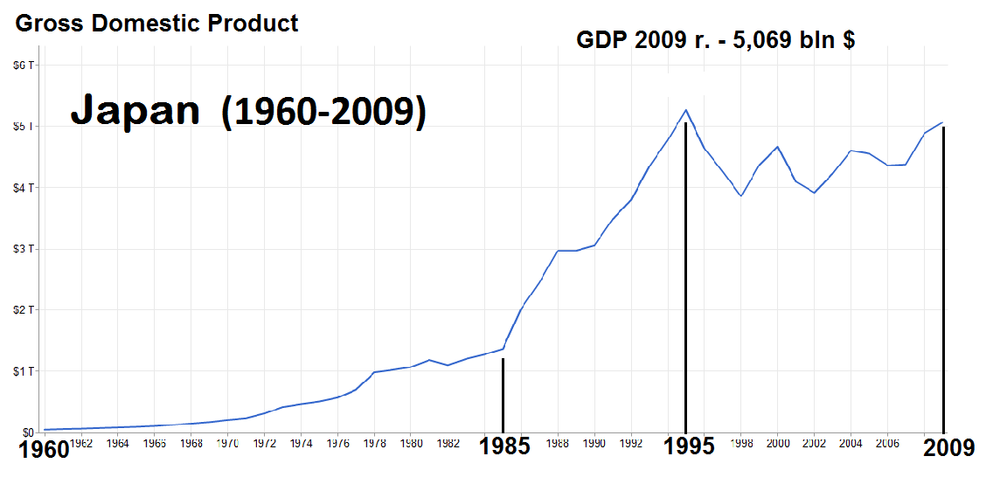 Gross Domestic Product
GDP 2009 r. - 5,069 bln $
$6 T
Japan (1960-2009)
$5 T
$4 T
$3 T
$2 T
$1 T
$0
1960 1962 1964 1966 1968 1970 1972 1974 1976 1978 1980 1982 1985 1988 1990 1992 1995 1998 2000 2002 2004 2006 2009